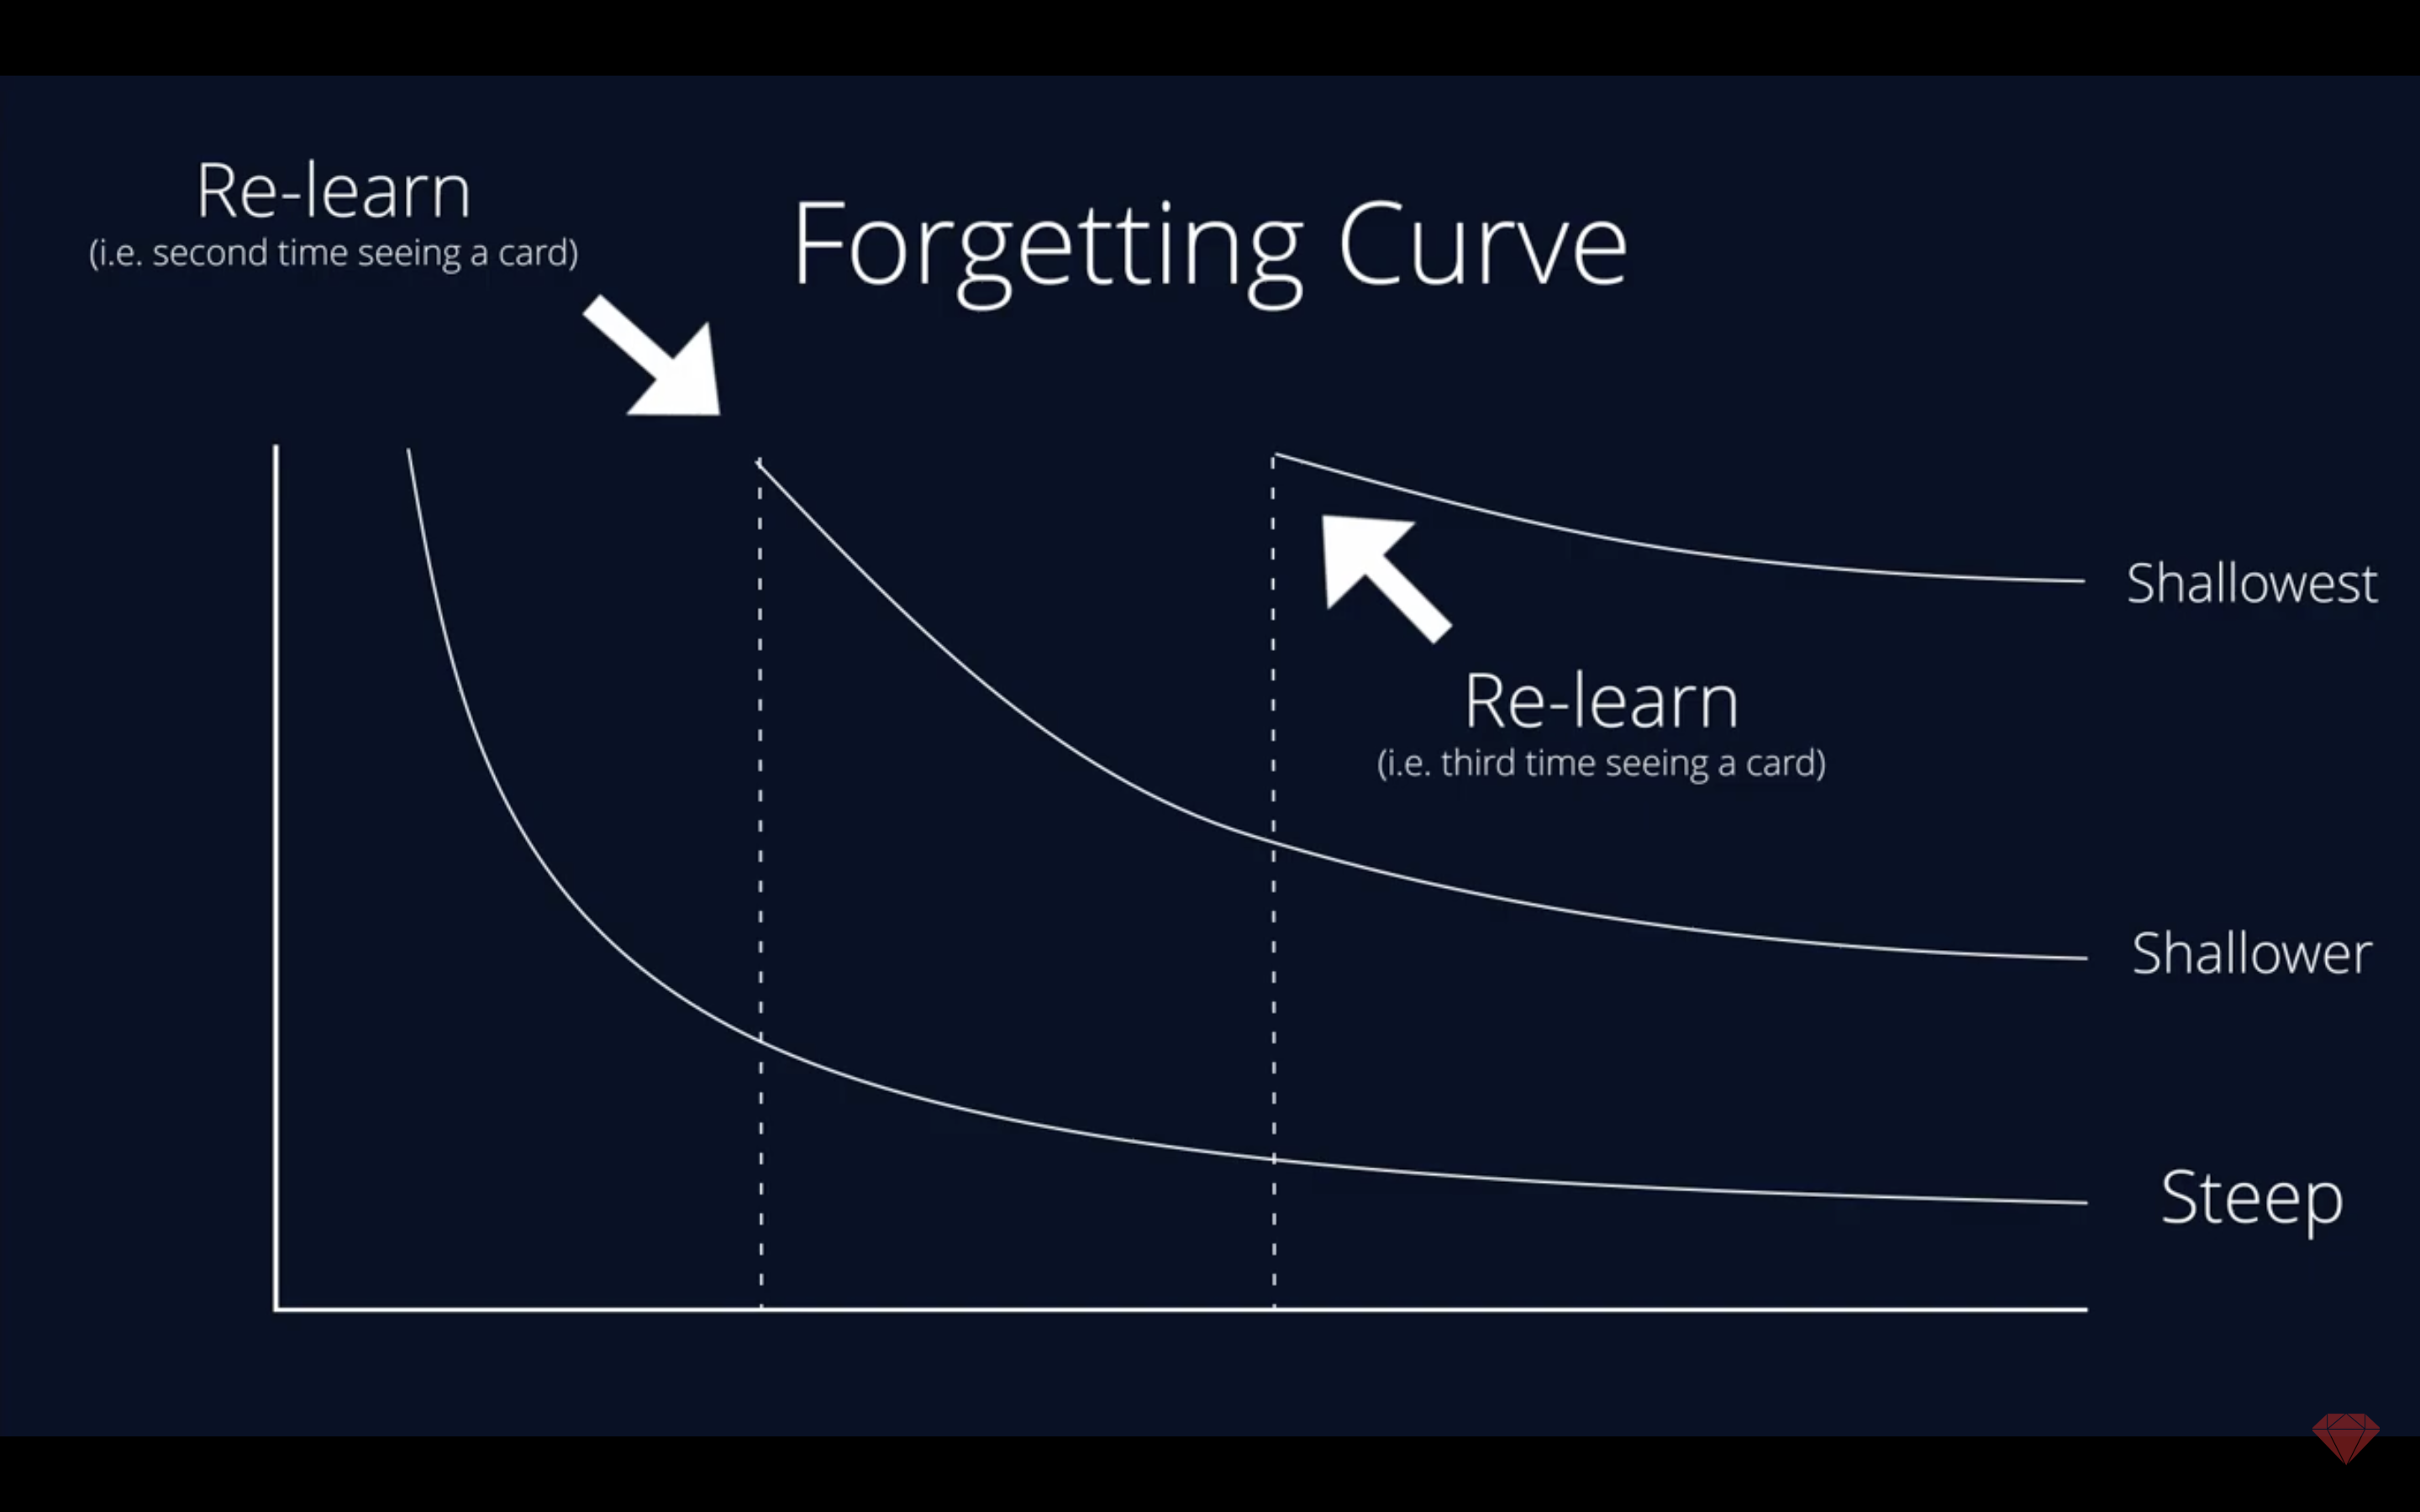 Re-learn
(i.e. second time seeing a card)
Forgetting Curve
Shallowest
Re-learn
(i.e. third time seeing a card)
Shallower
Steep